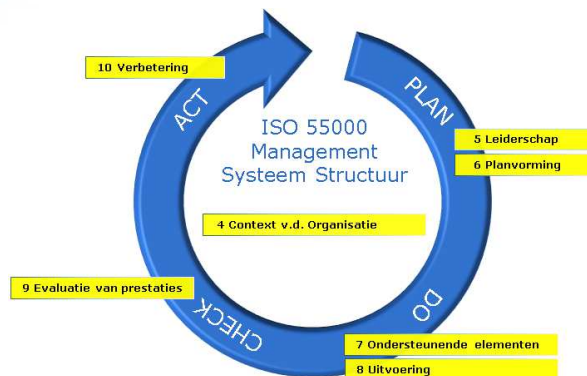 10 Verbetering
ACT
PLAN
ISO 55000
Management
Systeem Structuur
5 Leiderschap
6 Planvorming
4 Context v.d. Organisatie
9 Evaluatie van prestaties
DO
CHECK
7 Ondersteunende elementen
8 Uitvoering